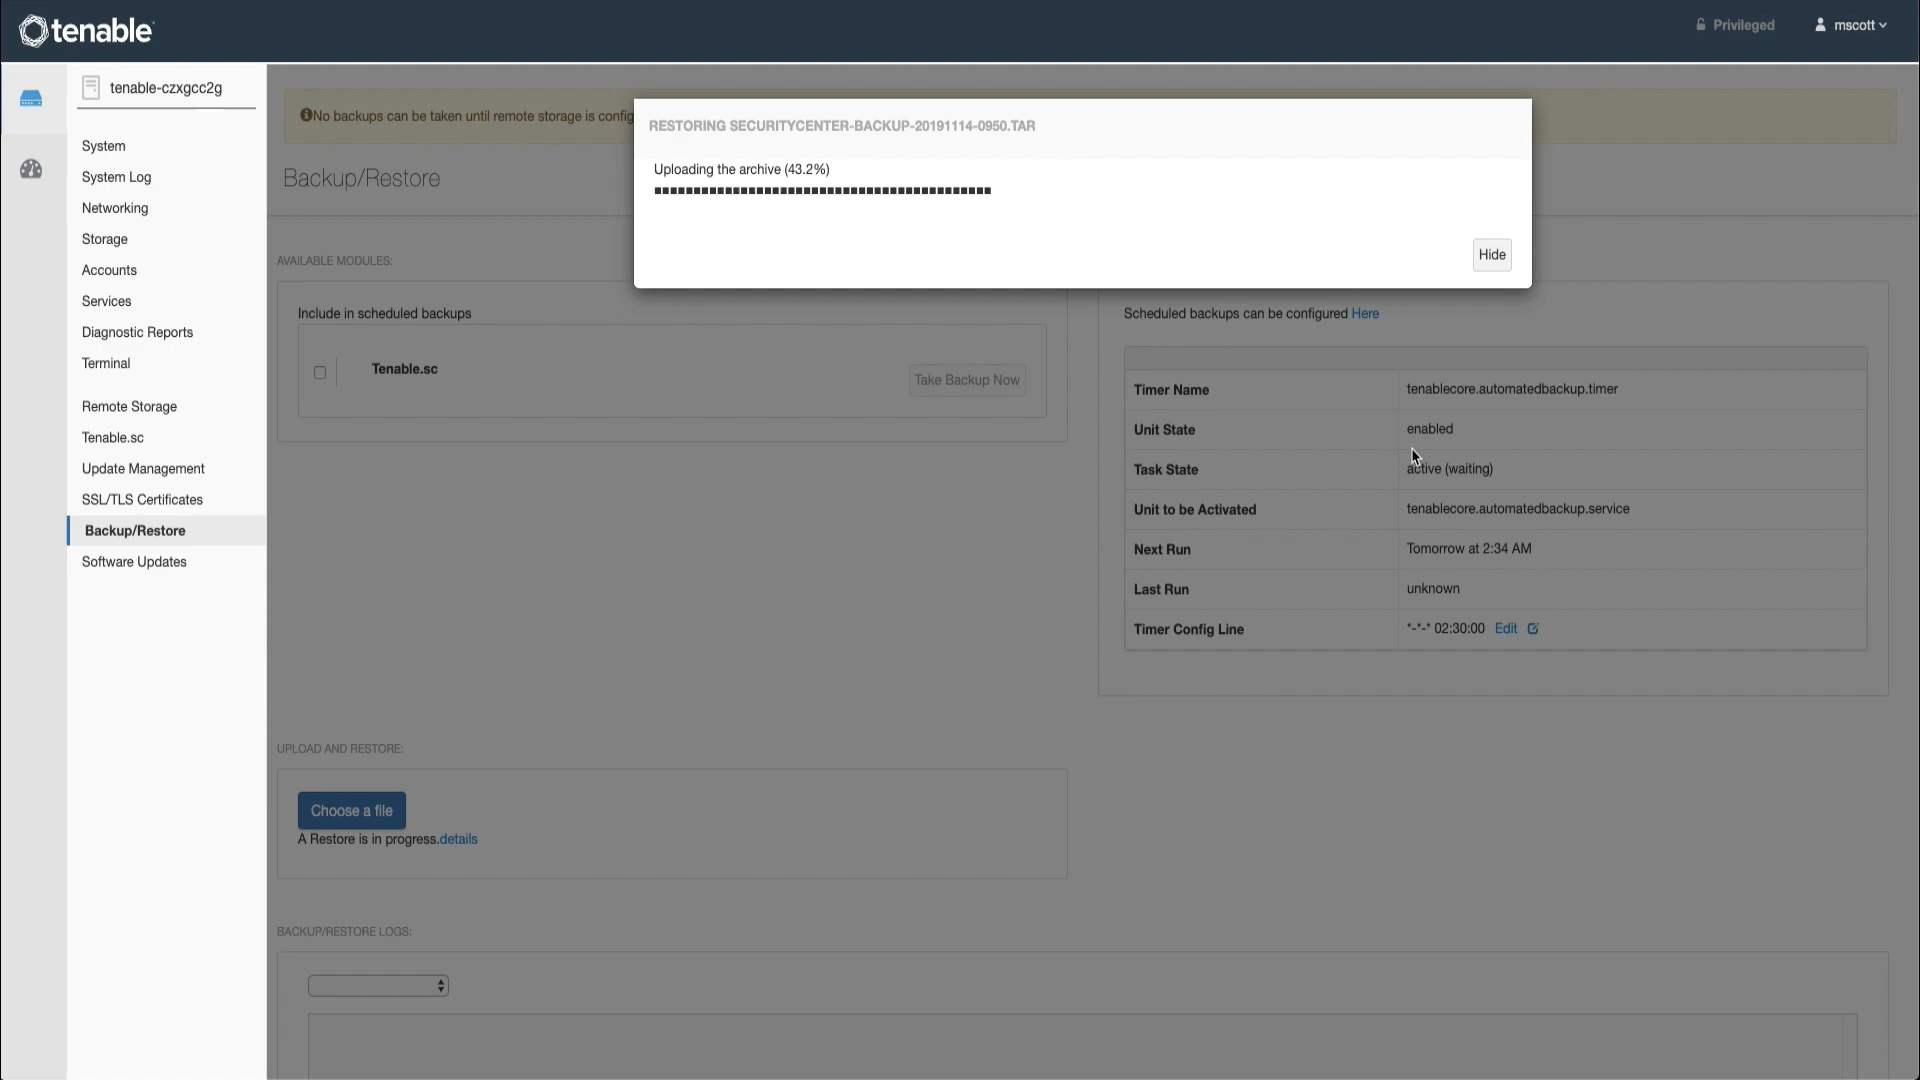 tenable
Privileged
mscott
tenable-czxgcc2g
System
System Log
Networking
Storage
Accounts
Services
Diagnostic Reports
Terminal
Remote Storage
Tenable.sc
Update Management
SSL/TLS Certificates
Backup/Restore
Software Updates
No backups can be taken until remote storage is config
Backup/Restore
RESTORING SECURITYCENTER-BACKUP-20191114-0950.TAR
Uploading the archive (43.2%)
Hide
AVAILABLE MODULES:
Include in scheduled backups
Tenable.sc
Take Backup Now
Scheduled backups can be configured Here
Timer Name tenablecore.automatedbackup.timer
Unit State enabled
Task State active (waiting)
Unit to be Activated tenablecore.automatedbackup.service
Next Run Tomorrow at 2:34 AM
Last Run unknown
Timer Config Line *-*-* 02:30:00 Edit
UPLOAD AND RESTORE:
Choose a file
A Restore is in progress.details
BACKUP/RESTORE LOGS: